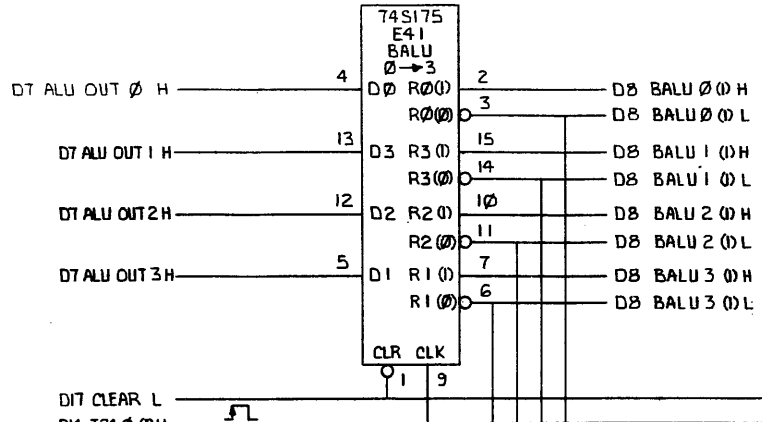 74S175
E41
BALU
Ø→3
D7 ALU OUT Ø H 4 DØ RØ(1) 2 D8 BALU Ø (1) H
RØ(Ø) 3 D8 BALU Ø (1) L
D7 ALU OUT 1 H 13 D3 R3(1) 15 D8 BALU 1 (1) H
R3(Ø) 14 D8 BALU 1 (1) L
D7 ALU OUT 2 H 12 D2 R2(1) 1Ø D8 BALU 2 (1) H
R2(Ø) 11 D8 BALU 2 (1) L
D7 ALU OUT 3 H 5 D1 R1(1) 7 D8 BALU 3 (1) H
R1(Ø) 6 D8 BALU 3 (1) L
CLR CLK
1 9
D17 CLEAR L